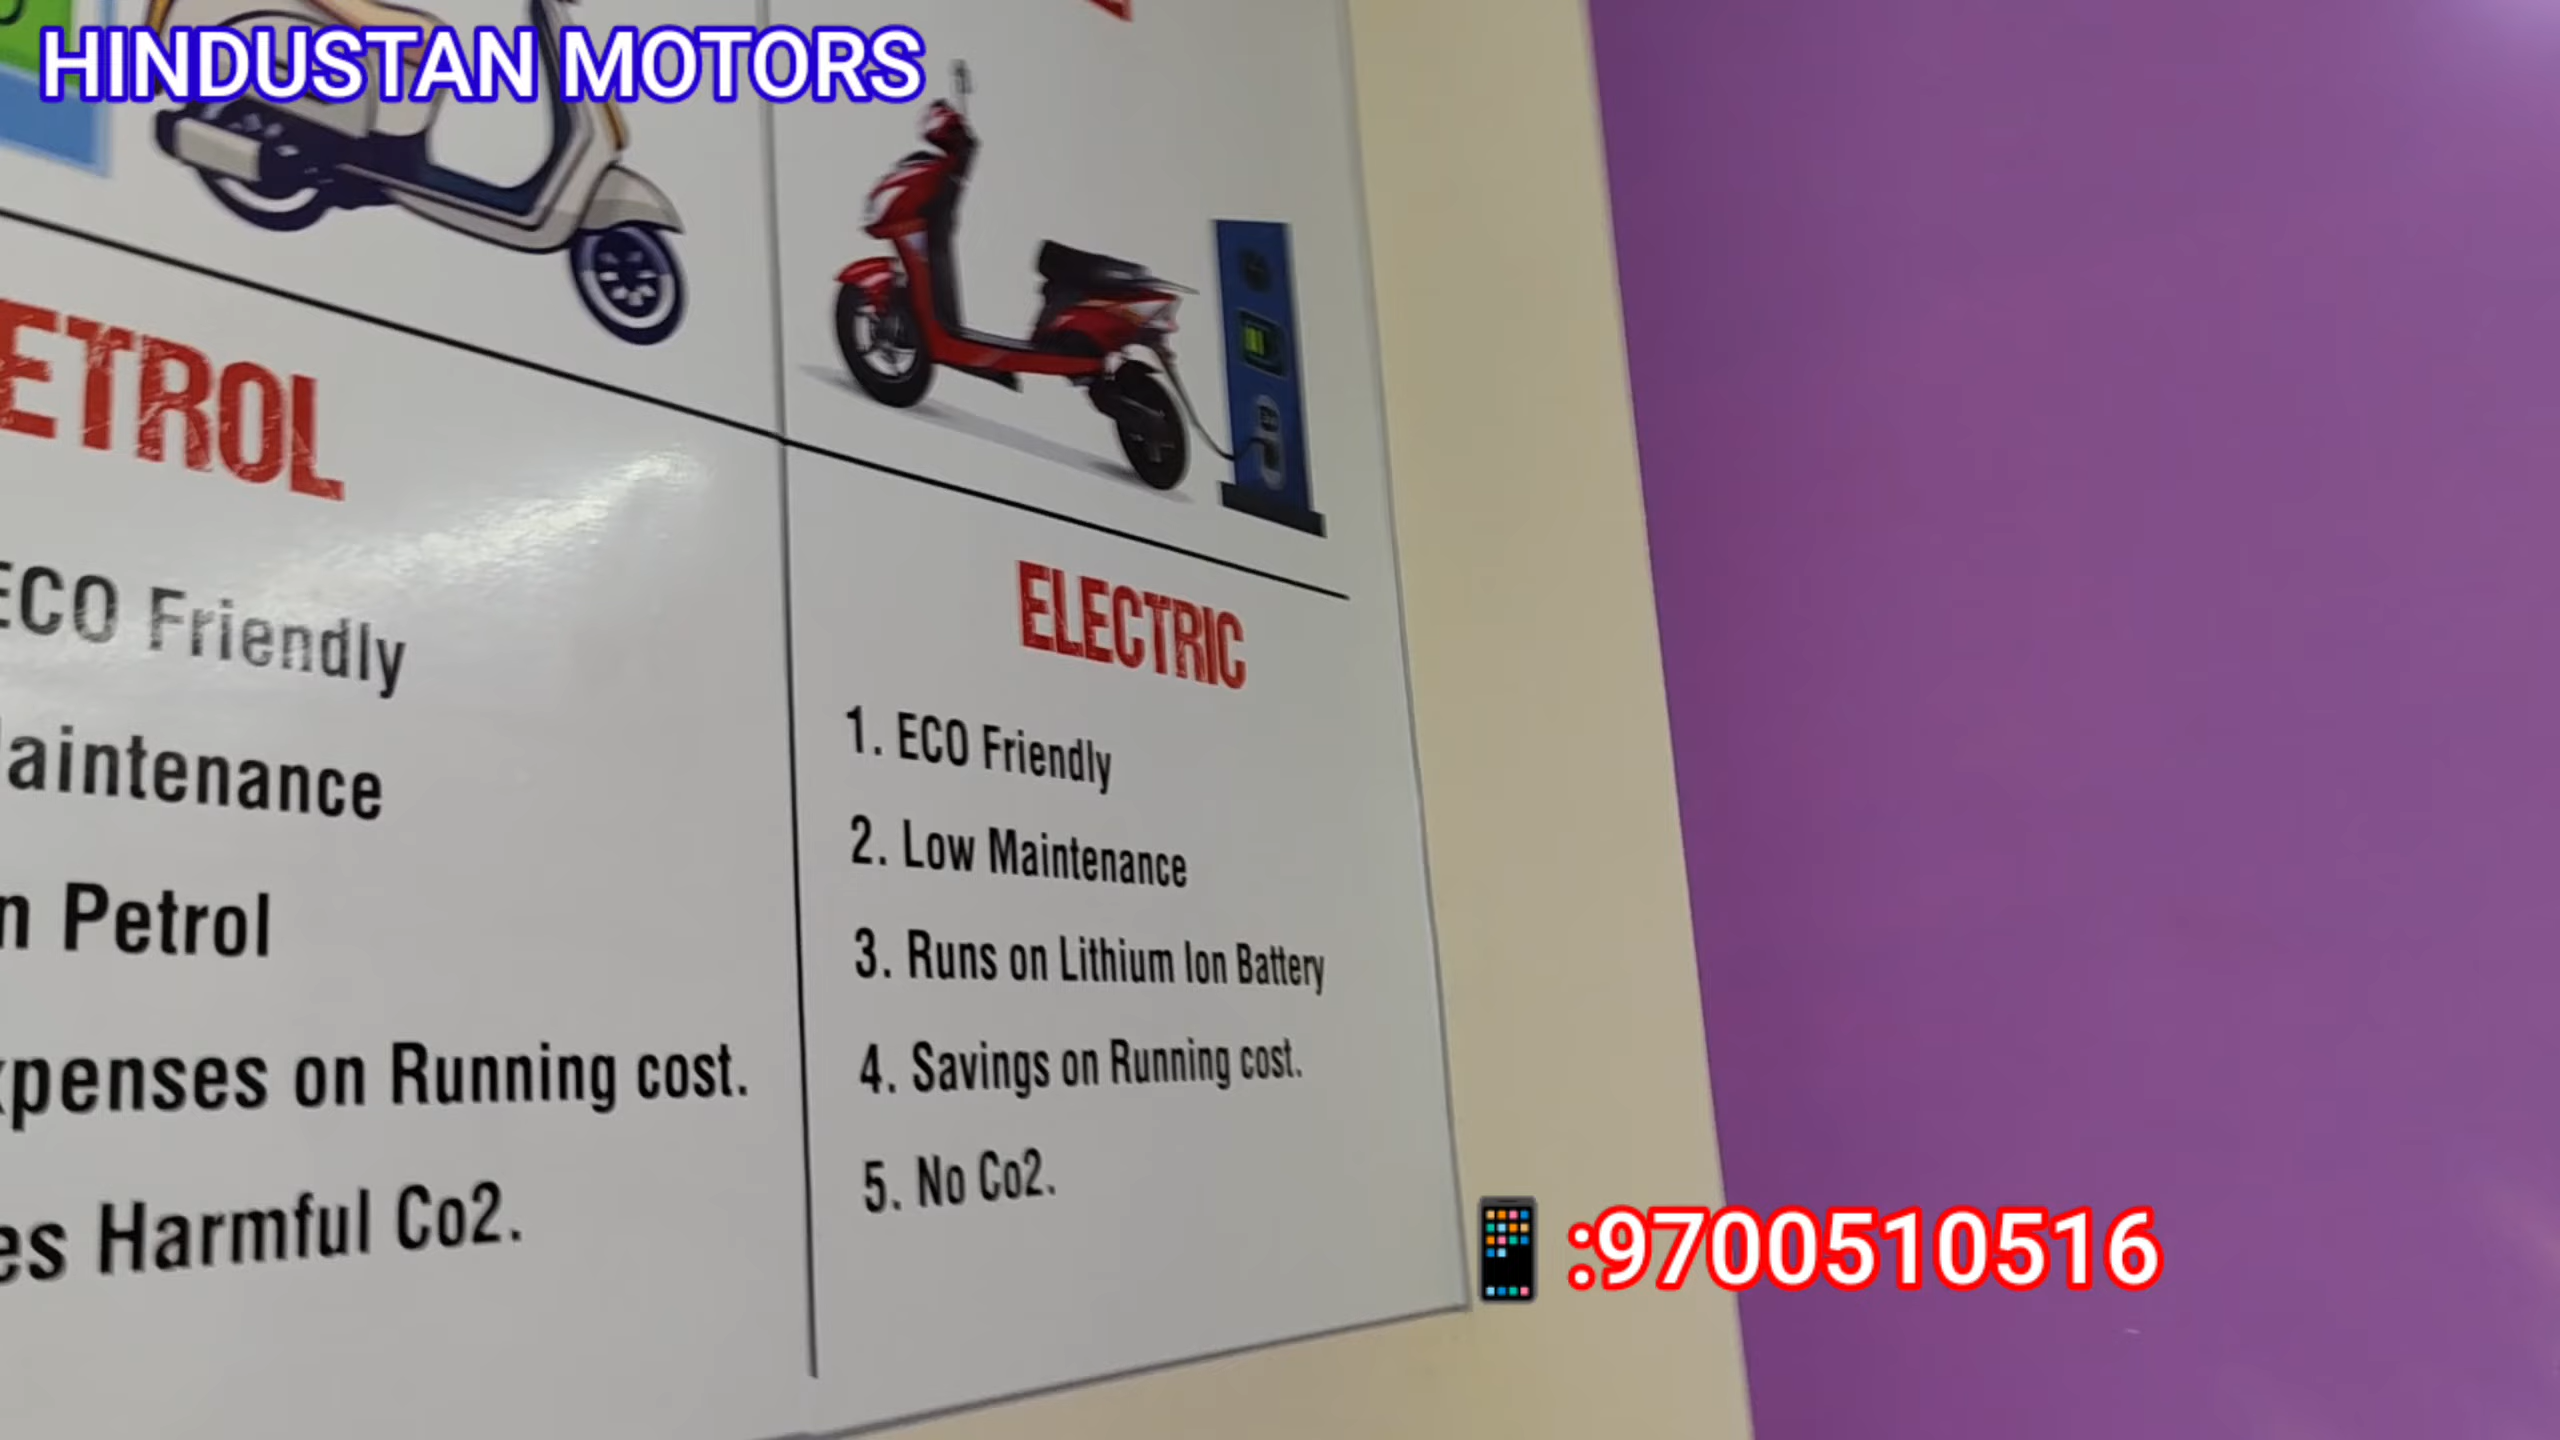 HINDUSTAN MOTORS
ETROL
ECO Friendly
aintenance
n Petrol
xpenses on Running cost.
es Harmful Co2.
ELECTRIC
1. ECO Friendly
2. Low Maintenance
3. Runs on Lithium Ion Battery
4. Savings on Running cost.
5. No Co2.
:9700510516